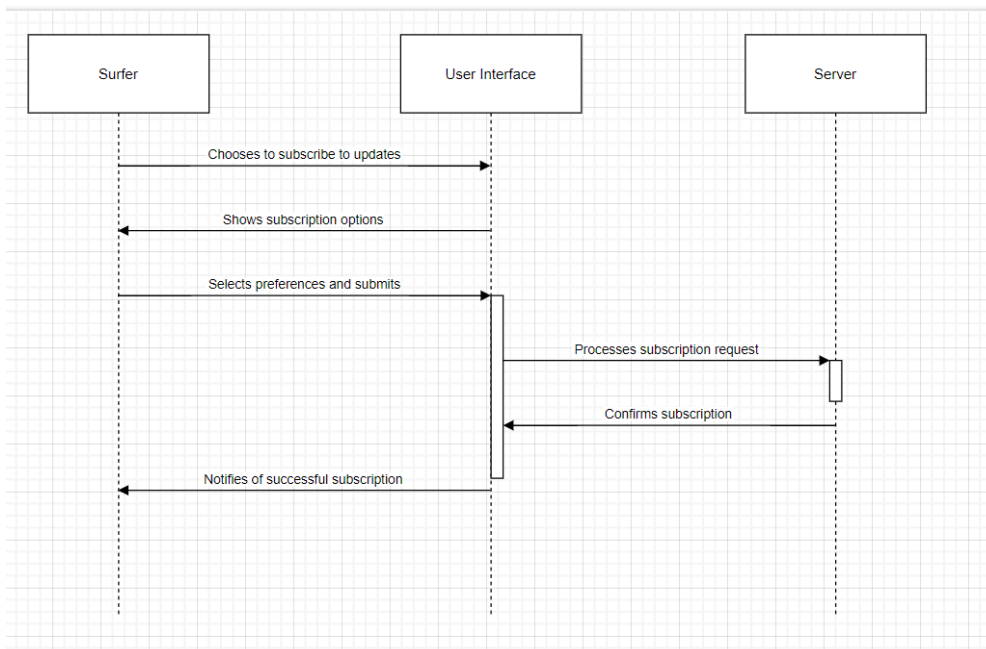 Surfer
User Interface
Server
Chooses to subscribe to updates
Shows subscription options
Selects preferences and submits
Processes subscription request
Confirms subscription
Notifies of successful subscription